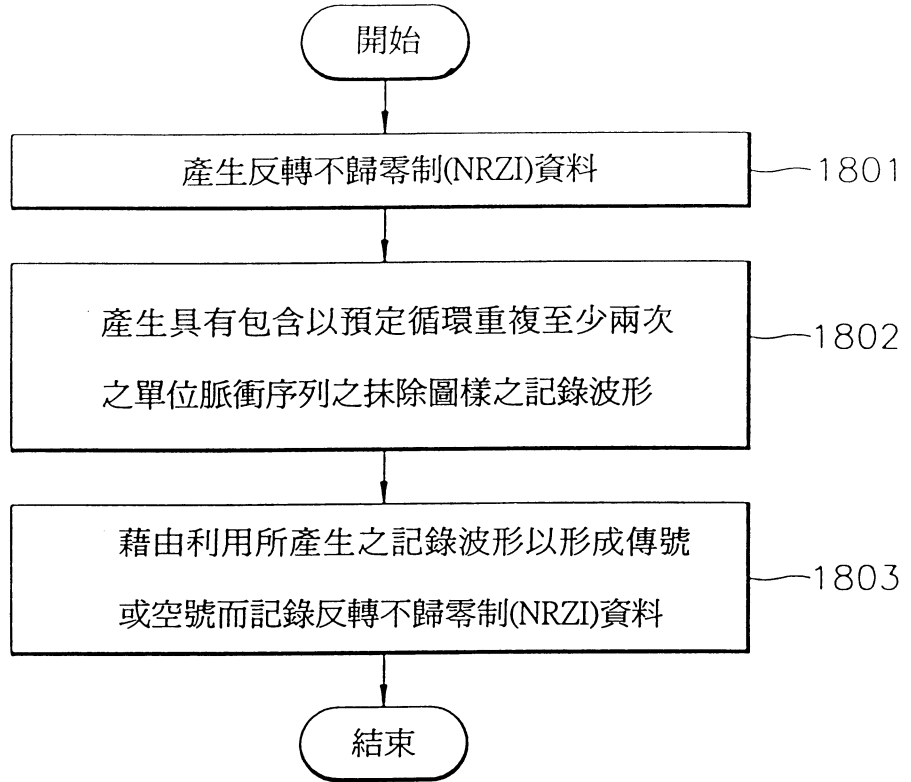 開始
產生反轉不歸零制(NRZI)資料
1801
產生具有包含以預定循環重複至少兩次
之單位脈衝序列之抹除圖樣之記錄波形
1802
藉由利用所產生之記錄波形以形成傳號
或空號而記錄反轉不歸零制(NRZI)資料
1803
結束